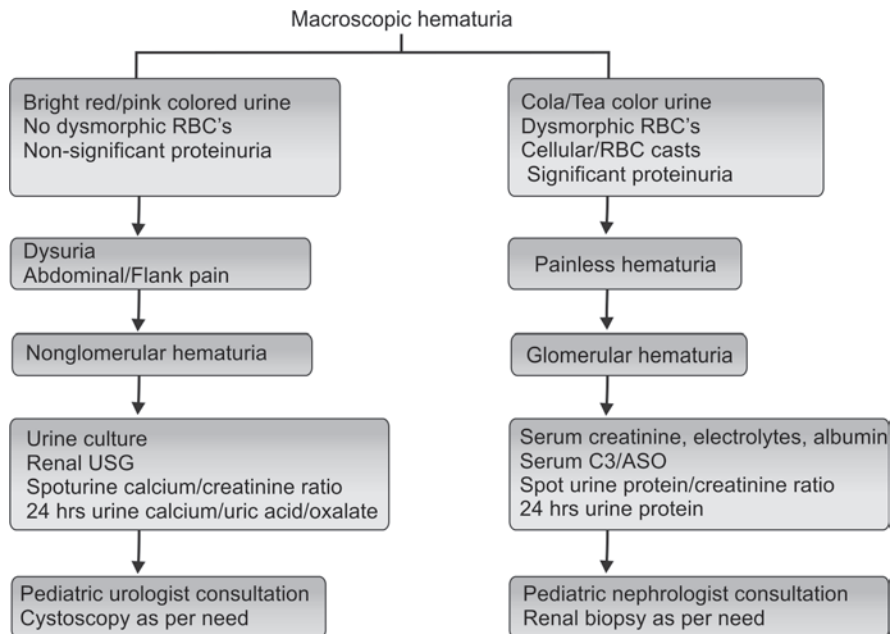 Macroscopic hematuria
Bright red/pink colored urine
No dysmorphic RBC's
Non-significant proteinuria
Dysuria
Abdominal/Flank pain
Nonglomerular hematuria
Urine culture
Renal USG
Spoturine calcium/creatinine ratio
24 hrs urine calcium/uric acid/oxalate
Pediatric urologist consultation
Cystoscopy as per need
Cola/Tea color urine
Dysmorphic RBC's
Cellular/RBC casts
Significant proteinuria
Painless hematuria
Glomerular hematuria
Serum creatinine, electrolytes, albumin
Serum C3/ASO
Spot urine protein/creatinine ratio
24 hrs urine protein
Pediatric nephrologist consultation
Renal biopsy as per need